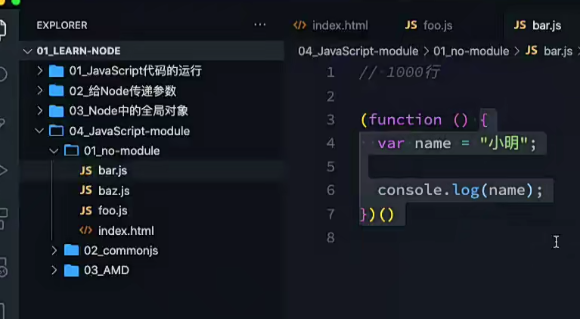 EXPLORER
···
01_LEARN-NODE
01_JavaScript代码的运行
02_给Node传递参数
03_Node中的全局对象
04_JavaScript-module
01_no-module
JS bar.js
JS baz.js
JS foo.js
</> index.html
02_commonjs
03_AMD
</> index.html
JS foo.js
JS bar.js
04_JavaScript-module > 01_no-module > JS bar.js >
1 // 1000行
2
3 (function () {
4 var name = "小明";
5
6 console.log(name);
7 })()
8